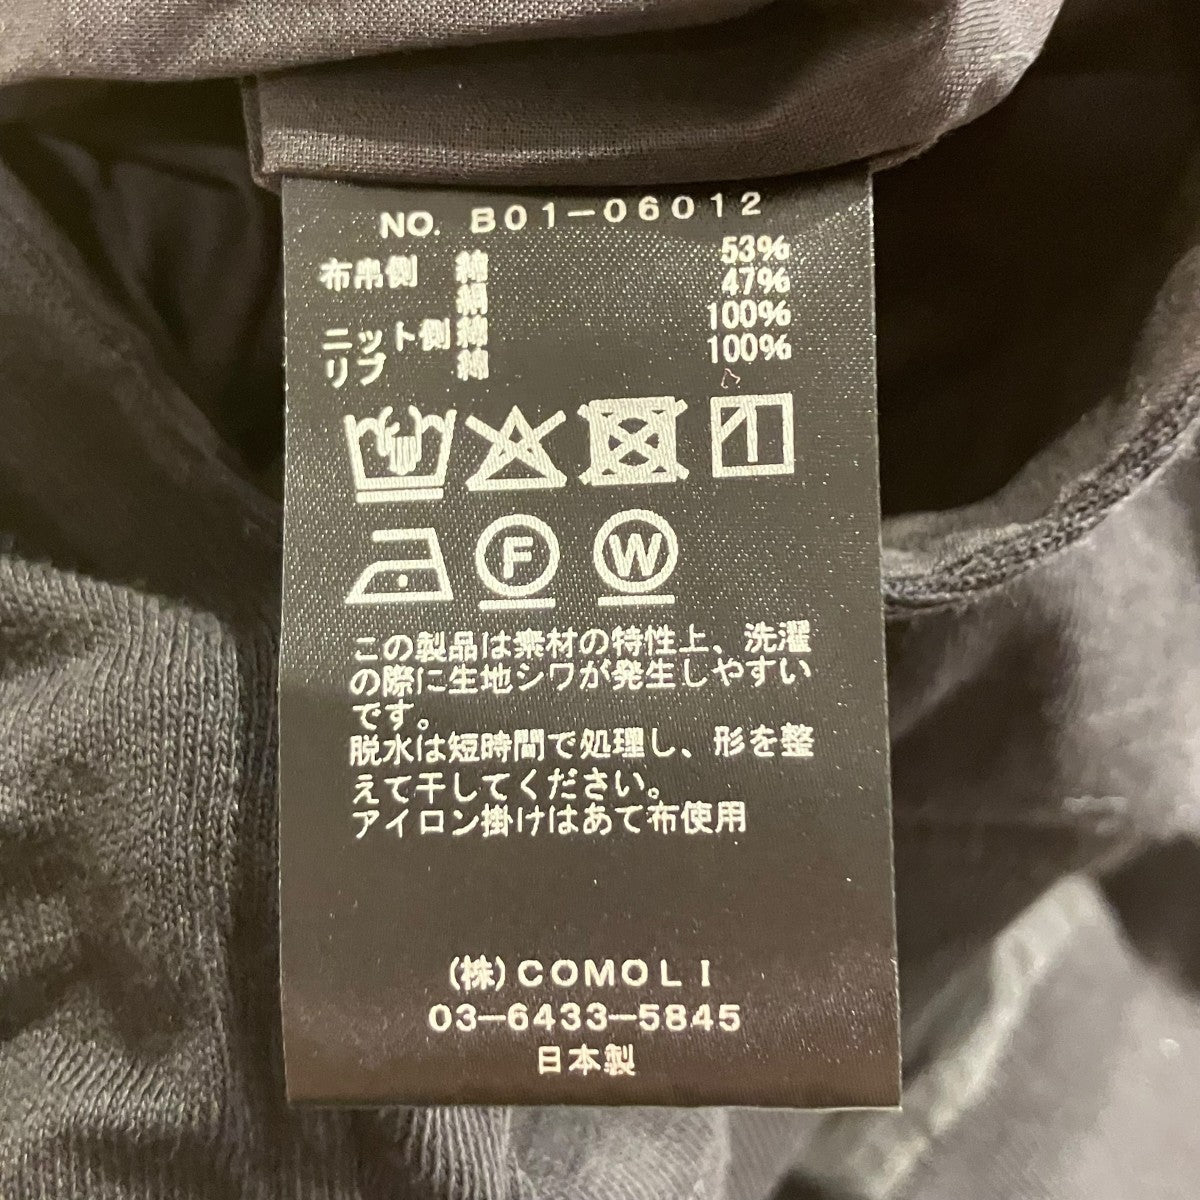 NO. B01-06012
布帛側 綿 53%
絹 47%
ニット側 綿 100%
リブ 綿 100%
F W
この製品は素材の特性上、洗濯
の際に生地シワが発生しやすい
です。
脱水は短時間で処理し、形を整
えて干してください。
アイロン掛けはあて布使用
(株)COMOLI
03-6433-5845
日本製